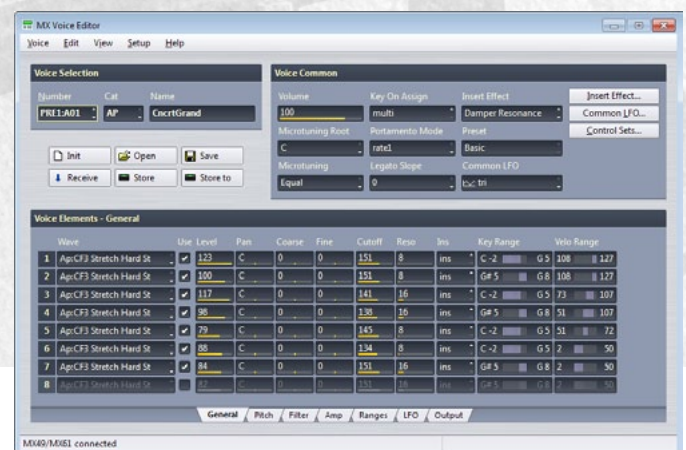 MX Voice Editor
Voice Edit View Setup Help
Voice Selection
Number Cat Name
PRE1:A01 AP CncrtGrand
Init Open Save
Receive Store Store to
Voice Common
Volume Key On Assign Insert Effect Insert Effect...
100 multi Damper Resonance Common LFO...
Microtuning Root Portamento Mode Preset Control Sets...
C rate1 Basic
Microtuning Legato Slope Common LFO
Equal 0 tri
Voice Elements - General
Wave Use Level Pan Coarse Fine Cutoff Reso Ins Key Range Velo Range
1 Ap:CF3 Stretch Hard St 123 C 0 0 151 8 ins C -2 G 5 108 127
2 Ap:CF3 Stretch Hard St 100 C 0 0 151 8 ins G# 5 G 8 108 127
3 Ap:CF3 Stretch Hard St 117 C 0 0 141 16 ins C -2 G 5 73 107
4 Ap:CF3 Stretch Hard St 98 C 0 0 138 16 ins G# 5 G 8 51 107
5 Ap:CF3 Stretch Hard St 79 C 0 0 145 8 ins C -2 G 5 51 72
6 Ap:CF3 Stretch Hard St 88 C 0 0 134 8 ins C -2 G 5 2 50
7 Ap:CF3 Stretch Hard St 84 C 0 0 151 16 ins G# 5 G 8 2 50
8 Ap:CF3 Stretch Hard St 82 C 0 0 151 16 ins G# 5 G 8 2 50
General Pitch Filter Amp Ranges LFO Output
MX49/MX61 connected